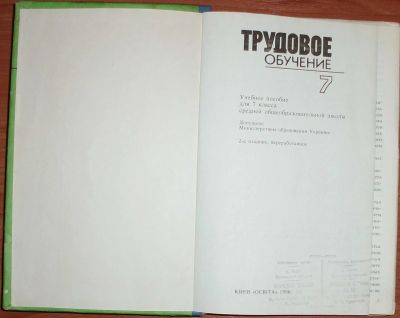 ТРУДОВОЕ
ОБУЧЕНИЕ
7
Учебное пособие
для 7 класса
средней общеобразовательной школы
Допущено
Министерством образования Украины
2-е издание, переработанное
КИЕВ «ОСВІТА» 1996